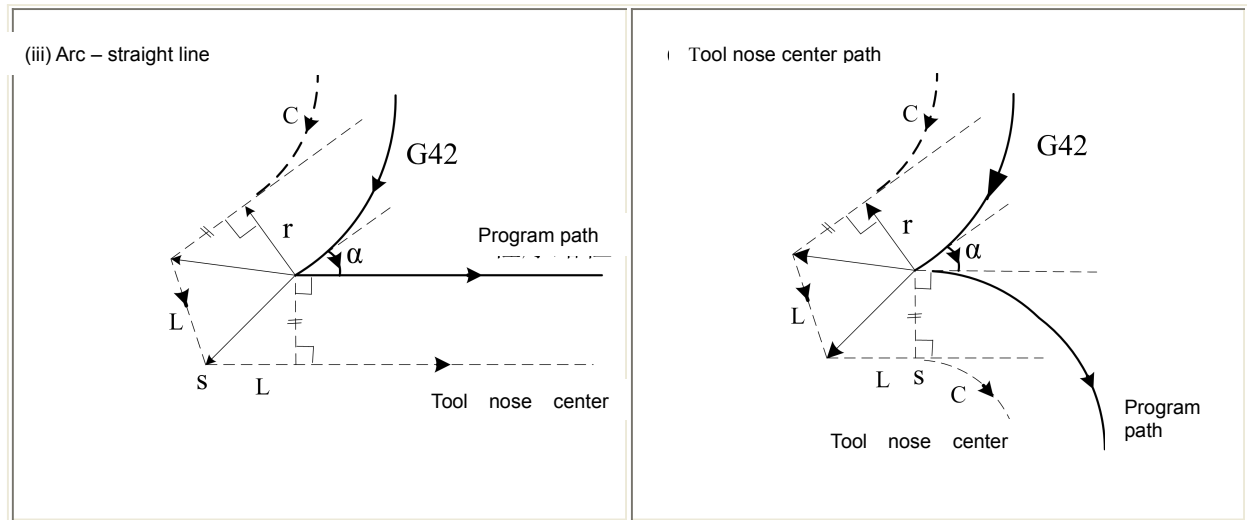 (iii) Arc – straight line
C
G42
r
Program path
α
L
s
L
Tool nose center
Tool nose center path
C
G42
r
α
L
L
s
C
Program
path
Tool nose center